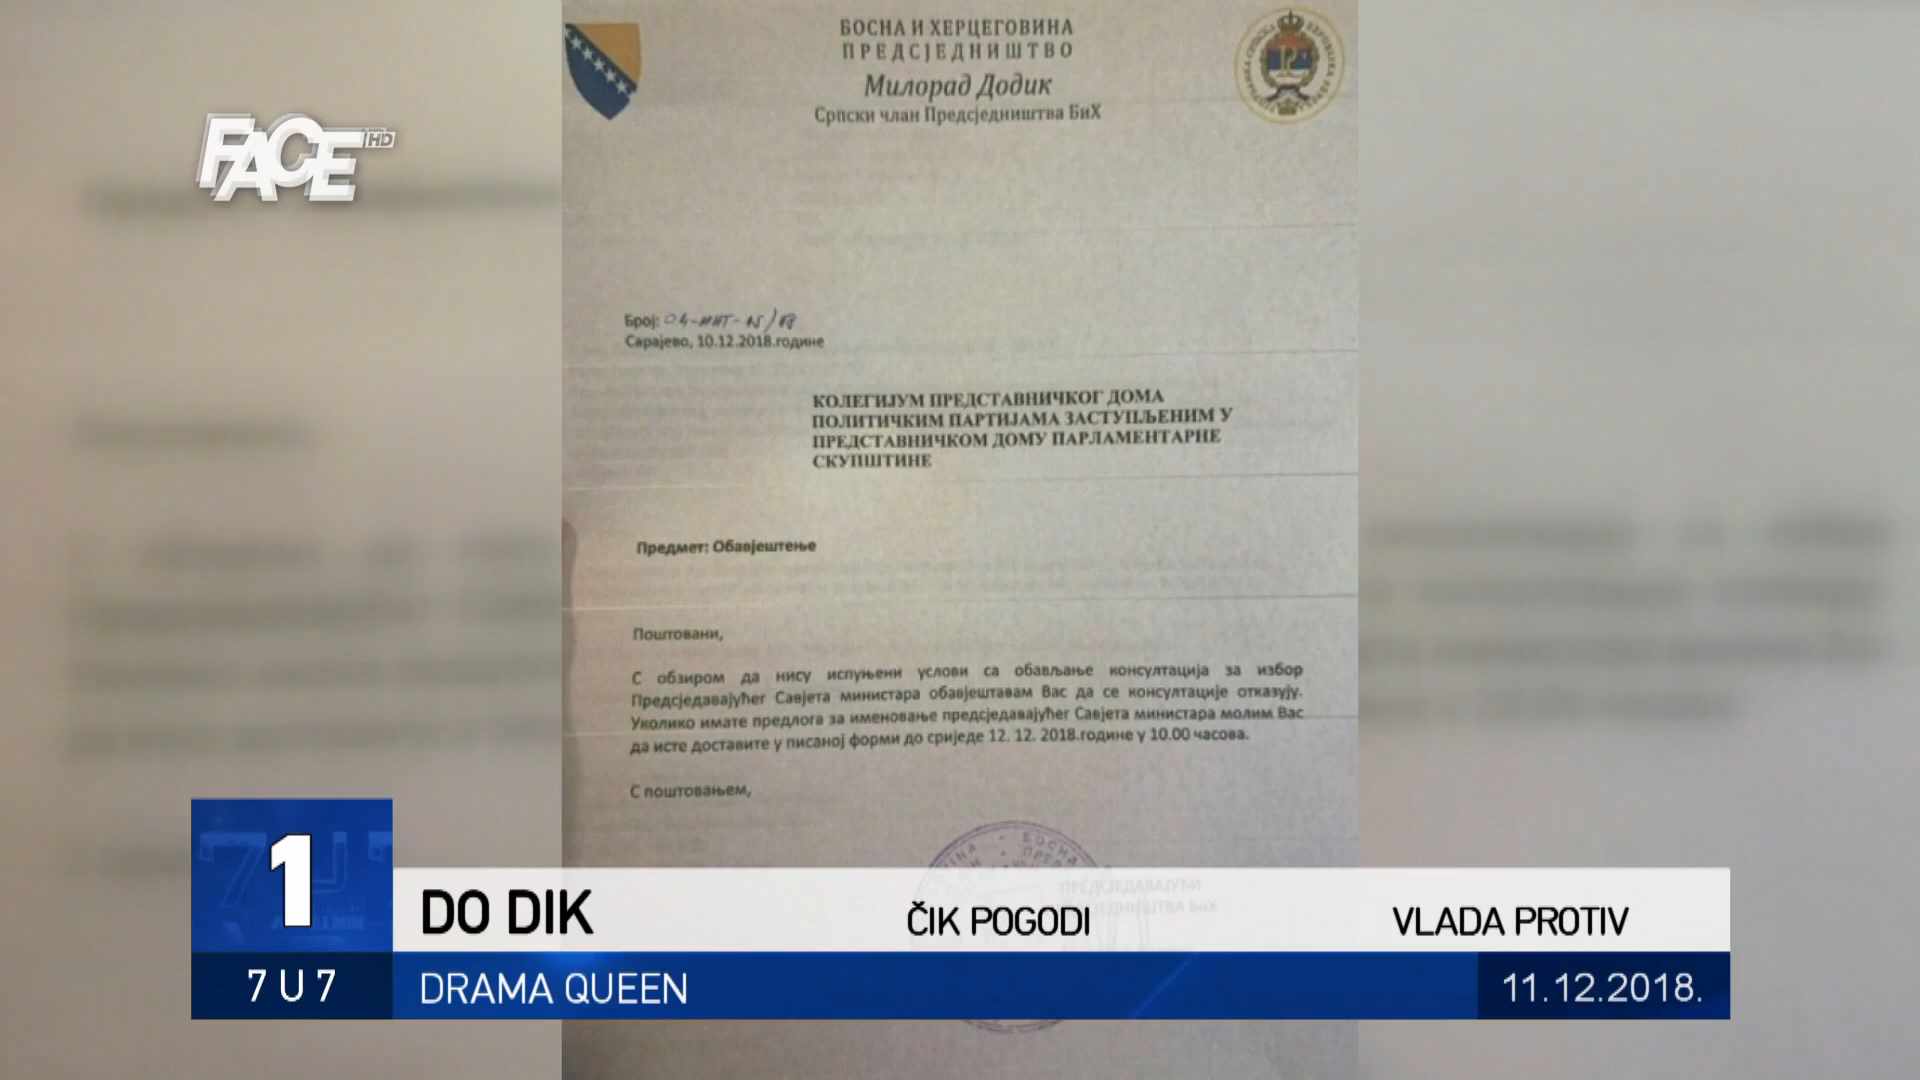 БОСНА И ХЕРЦЕГОВИНА
ПРЕДСЈЕДНИШТВО
Милорад Додик
Српски члан Предсједништва БиХ
FACE HD
Број:
Сарајево, 10.12.2018.године
КОЛЕГИЈУМ ПРЕДСТАВНИЧКОГ ДОМА
ПОЛИТИЧКИМ ПАРТИЈАМА ЗАСТУПЉЕНИМ У
ПРЕДСТАВНИЧКОМ ДОМУ ПАРЛАМЕНТАРНЕ
СКУПШТИНЕ
Предмет: Обавјештење
Поштовани,
С обзиром да нису испуњени услови са обављање консултација за избор
Предсједавајућег Савјета министара обавјештавам Вас да се консултације отказују.
Уколико имате предлога за именовање предсједавајућег Савјета министара молим Вас
да исте доставите у писаној форми до сриједе 12. 12. 2018.године у 10.00 часова.
С поштовањем,
ПРЕДСЈЕДАВАЈУЋИ
1
DO DIK
ČIK POGODI
VLADA PROTIV
7 U 7
DRAMA QUEEN
11.12.2018.